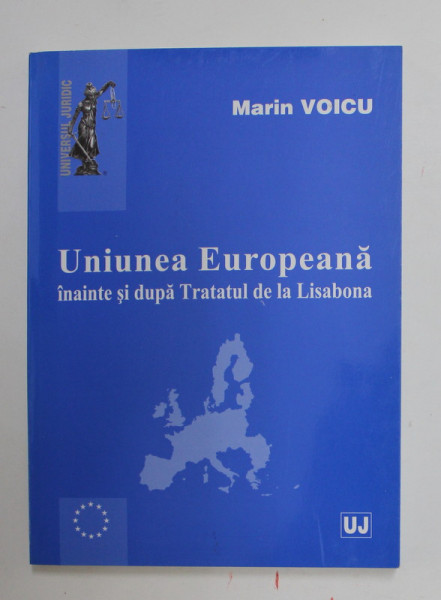 UNIVERSUL JURIDIC
Marin VOICU
Uniunea Europeană
înainte şi după Tratatul de la Lisabona
UJ